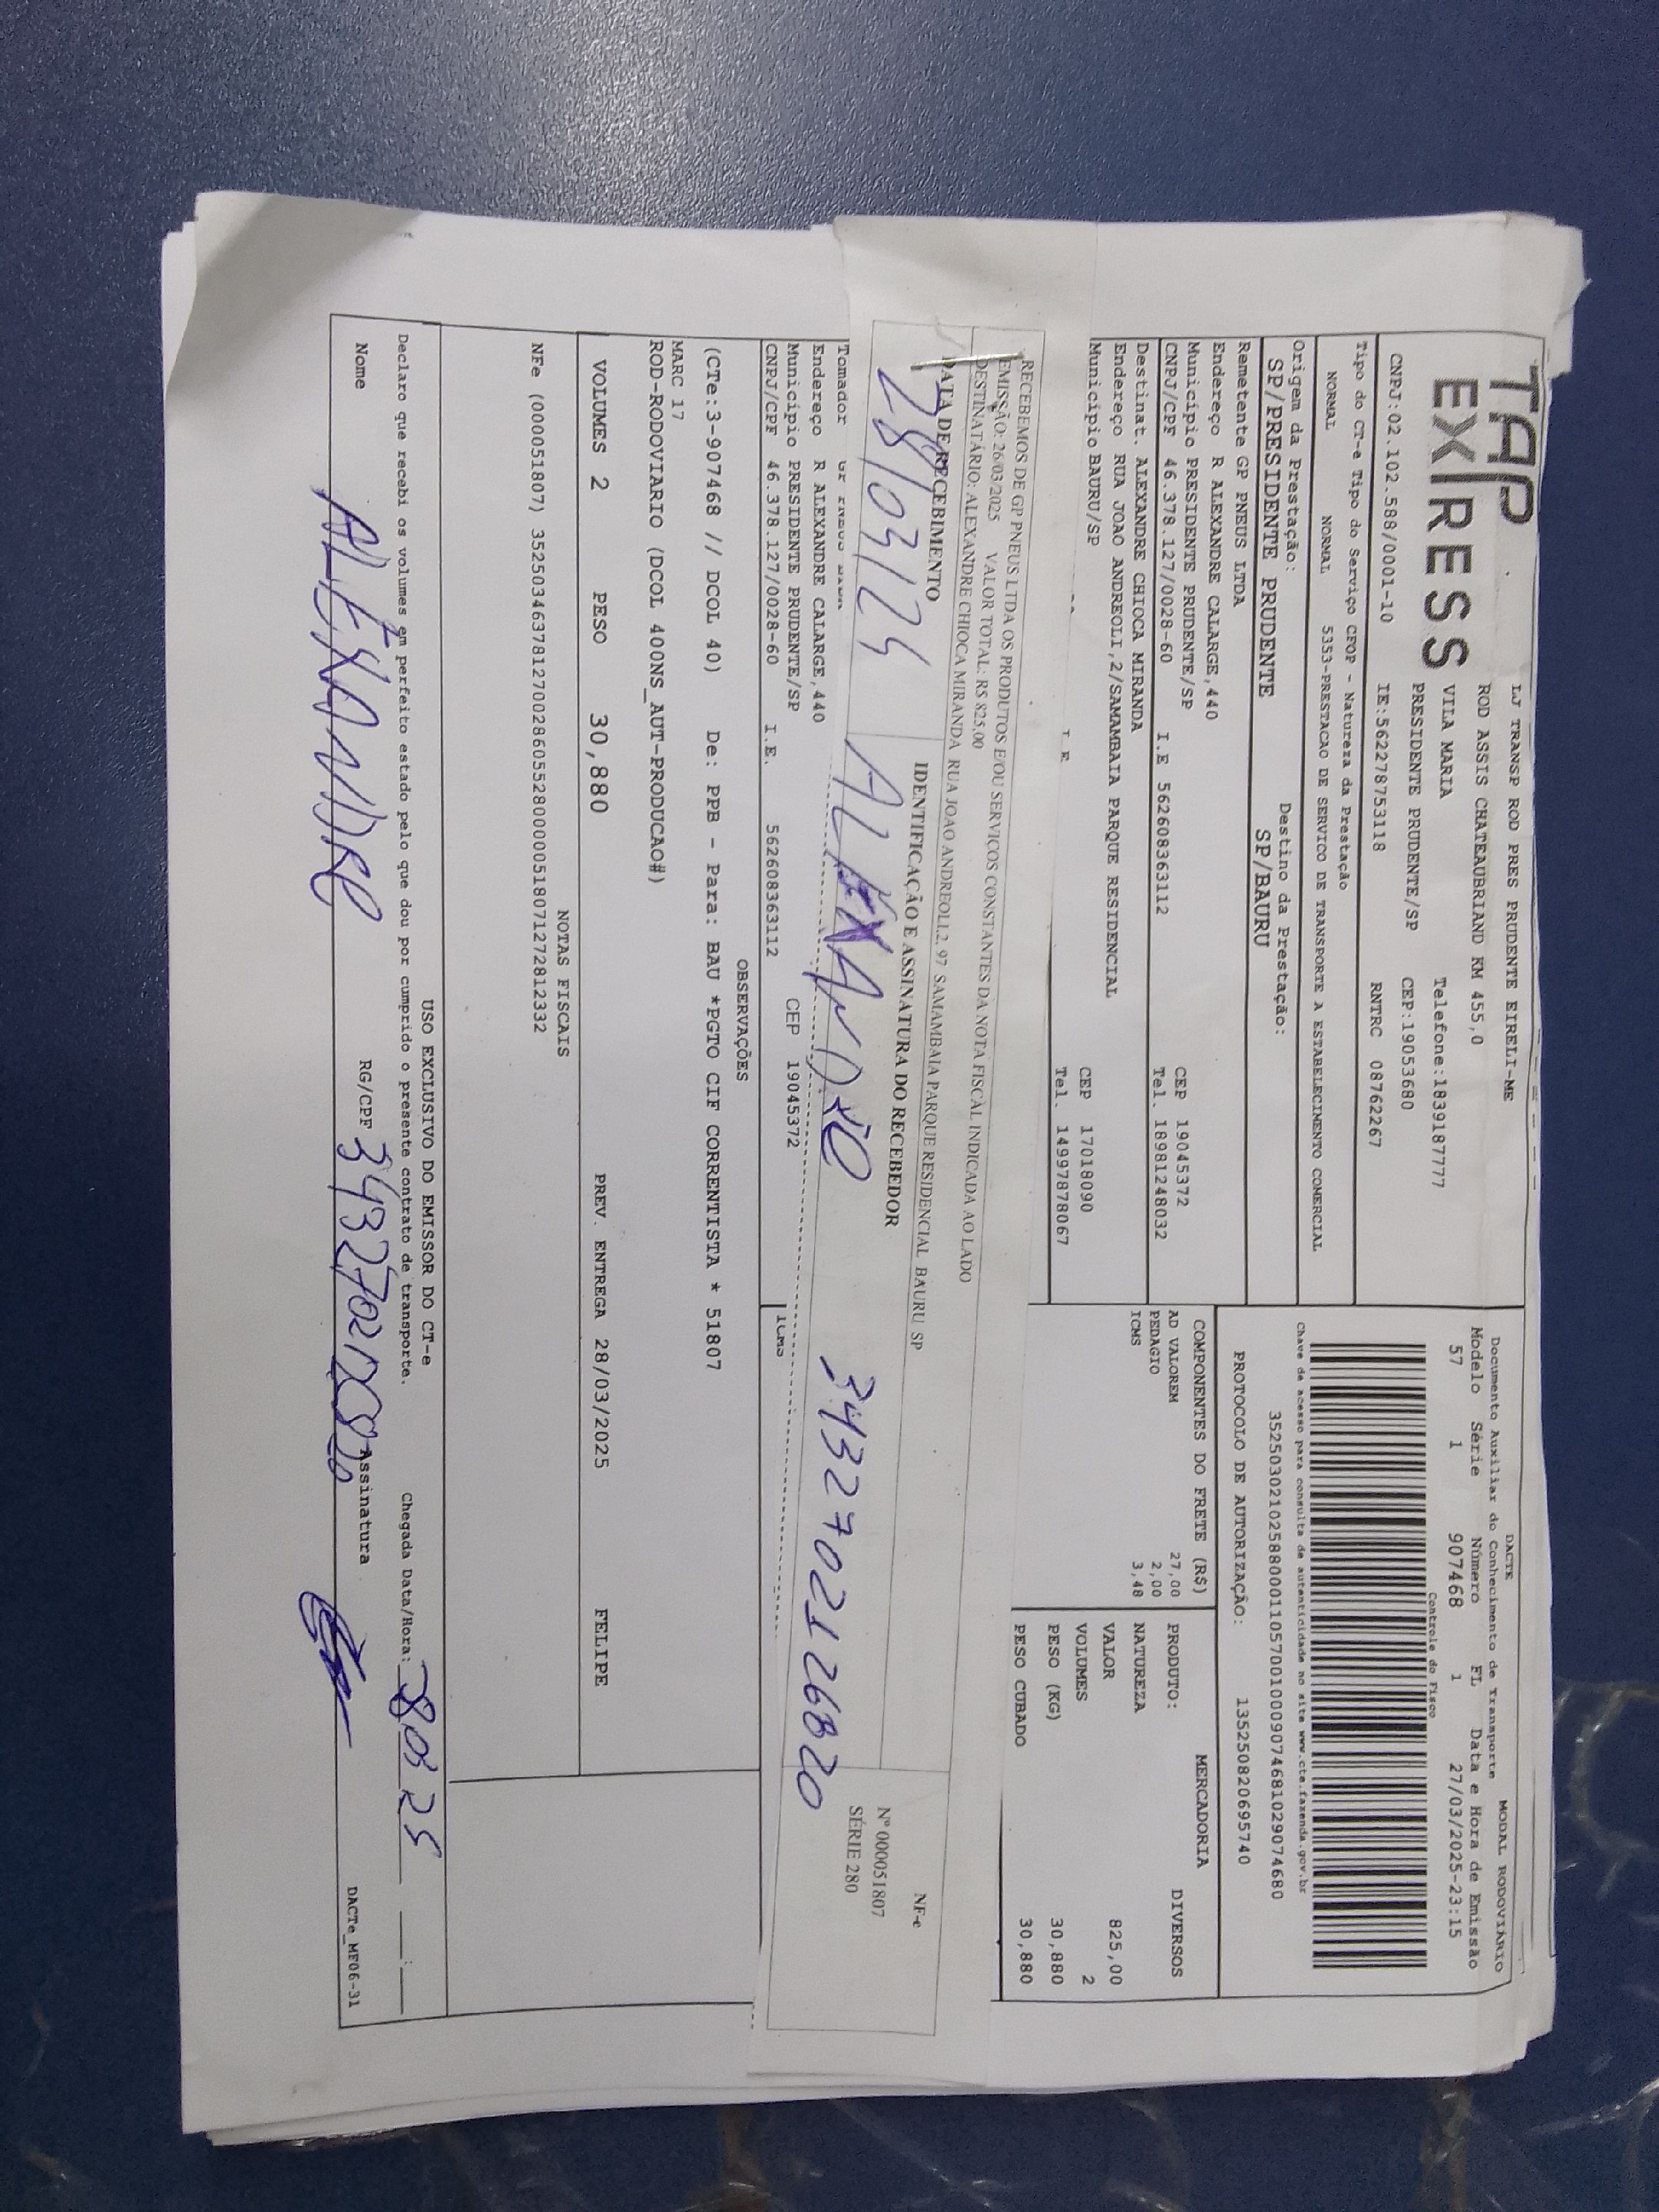 TAP
EX/RESS
LJ TRANSP ROD PRES PRUDENTE EIRELI-ME
ROD ASSIS CHATEAUBRIAND KM 455,0
VILA MARIA
Telefone:1839187777
PRESIDENTE PRUDENTE/SP CEP:19053680
CNPJ:02.102.588/0001-10 IE:562278753118 RNTRC 08762267
DACTE
MODAL RODOVIÁRIO
Documento Auxiliar do Conhecimento de Transporte
Modelo Série Número FL Data e Hora de Emissão
57 1 907468 1 27/03/2025-23:15
Controle do Fisco
Chave de acesso para consulta de autenticidade no site www.cte.fazenda.gov.br
35250302102588000110570010009074681029074680
PROTOCOLO DE AUTORIZAÇÃO: 135250820695740
Tipo do CT-e Tipo do Serviço CFOP - Natureza da Prestação
NORMAL NORMAL 5353-PRESTACAO DE SERVICO DE TRANSPORTE A ESTABELECIMENTO COMERCIAL
Origem da Prestação: Destino da Prestação:
SP/PRESIDENTE PRUDENTE SP/BAURU
Remetente GP PNEUS LTDA
Endereço R ALEXANDRE CALARGE,440 CEP 19045372
Município PRESIDENTE PRUDENTE/SP Tel. 18981248032
CNPJ/CPF 46.378.127/0028-60 I.E 562608363112
Destinat. ALEXANDRE CHIOCA MIRANDA
Endereço RUA JOAO ANDREOLI,2/SAMAMBAIA PARQUE RESIDENCIAL CEP 17018090
Município BAURU/SP Tel. 14997878067
COMPONENTES DO FRETE (R$)
AD VALOREM 27,00
PEDAGIO 2,00
ICMS 3,48
MERCADORIA
PRODUTO: DIVERSOS
NATUREZA
VALOR 825,00
VOLUMES 2
PESO (KG) 30,880
PESO CUBADO 30,880
RECEBEMOS DE GP PNEUS LTDA OS PRODUTOS E/OU SERVIÇOS CONSTANTES DA NOTA FISCAL INDICADA AO LADO
EMISSÃO: 26/03/2025 VALOR TOTAL: R$ 825,00
DESTINATÁRIO: ALEXANDRE CHIOCA MIRANDA RUA JOAO ANDREOLI,2, 97 SAMAMBAIA PARQUE RESIDENCIAL BAURU SP
DATA DE RECEBIMENTO IDENTIFICAÇÃO E ASSINATURA DO RECEBEDOR
28/03/25 ALEXANDRE 3432702126820
NF-e
Nº 000051807
SÉRIE 280
Tomador
Endereço R ALEXANDRE CALARGE,440
Município PRESIDENTE PRUDENTE/SP CEP 19045372
CNPJ/CPF 46.378.127/0028-60 I.E. 562608363112
ICMS
OBSERVAÇÕES
(CTe:3-907468 // DCOL 40) De: PPB - Para: BAU *PGTO CIF CORRENTISTA * 51807
MARC 17
ROD-RODOVIARIO (DCOL 400NS_AUT-PRODUCAO#)
VOLUMES 2 PESO 30,880 PREV. ENTREGA 28/03/2025 FELIPE
NOTAS FISCAIS
NFe (000051807) 35250346378127002860552800000518071272812332
USO EXCLUSIVO DO EMISSOR DO CT-e
Declaro que recebi os volumes em perfeito estado pelo que dou por cumprido o presente contrato de transporte.
Chegada Data/Hora:
Nome ALEXANDRE RG/CPF Assinatura
DACTe_MF06-31